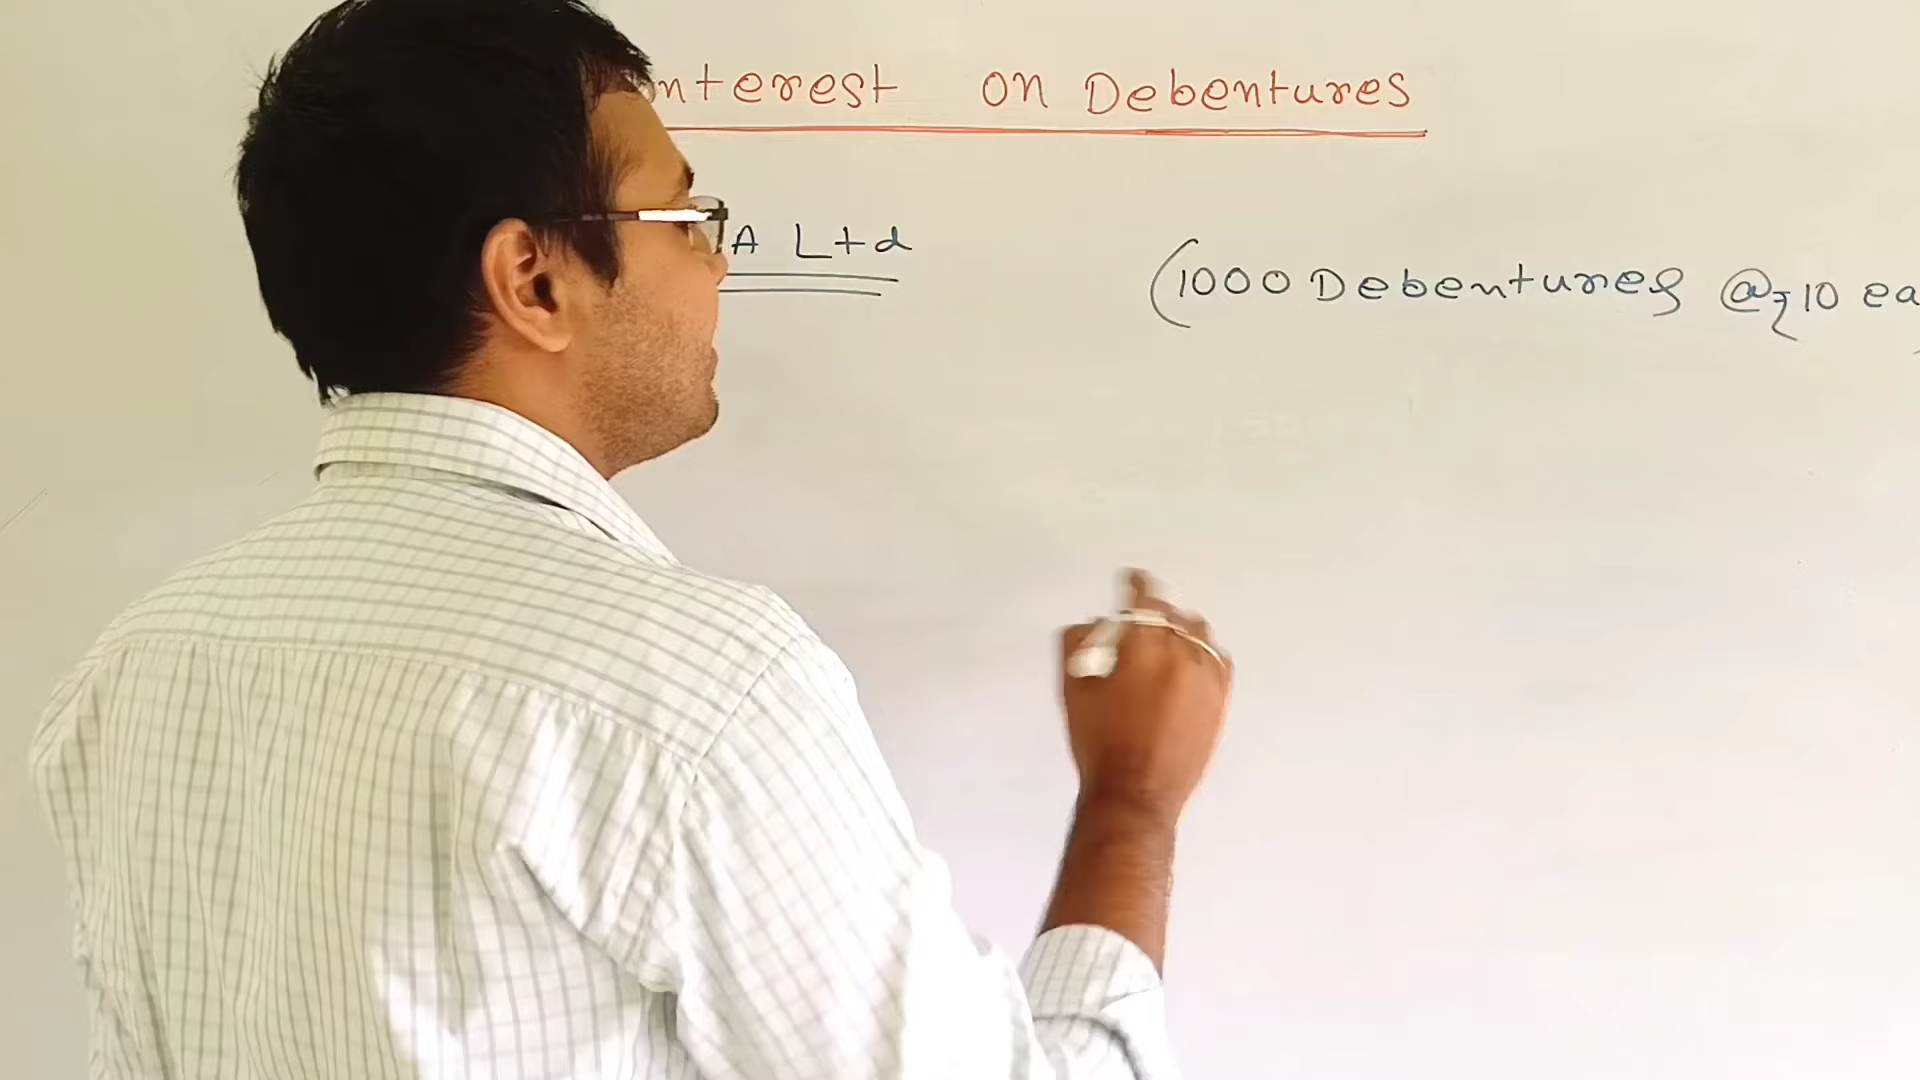 nterest on Debentures
A Ltd
(1000 Debentures @₹10 ea